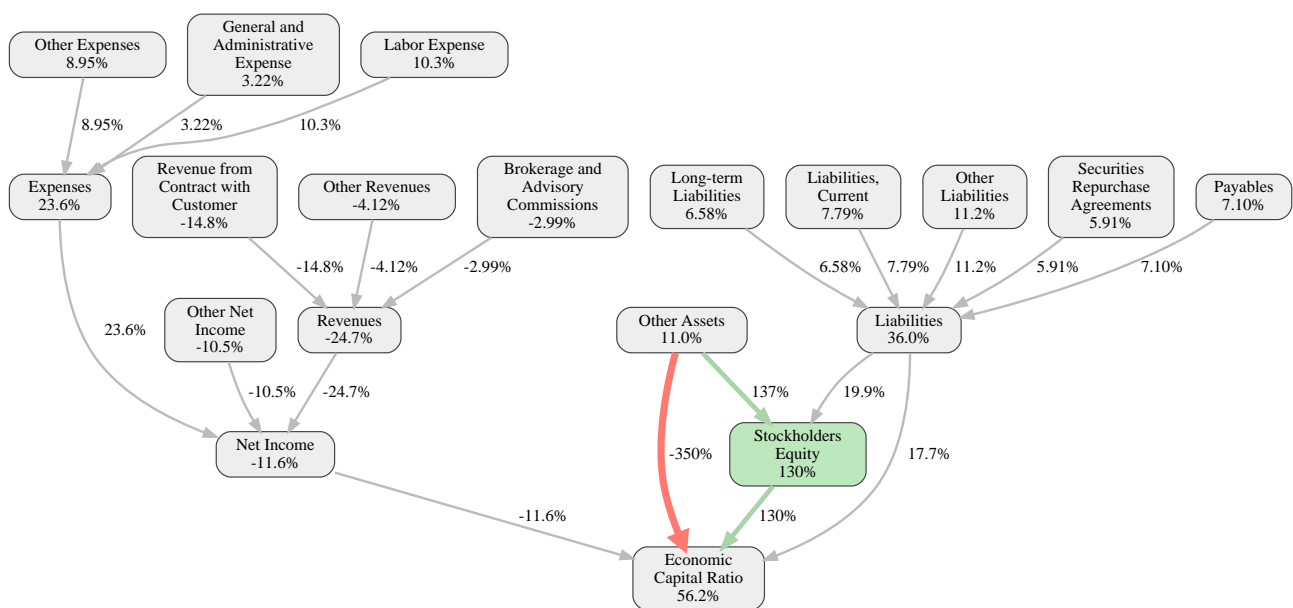 Other Expenses
8.95%
General and
Administrative
Expense
3.22%
Labor Expense
10.3%
8.95%
3.22%
10.3%
Expenses
23.6%
Revenue from
Contract with
Customer
-14.8%
Other Revenues
-4.12%
Brokerage and
Advisory
Commissions
-2.99%
Long-term
Liabilities
6.58%
Liabilities,
Current
7.79%
Other
Liabilities
11.2%
Securities
Repurchase
Agreements
5.91%
Payables
7.10%
-14.8%
-4.12%
-2.99%
6.58%
7.79%
11.2%
5.91%
7.10%
23.6%
Other Net
Income
-10.5%
Revenues
-24.7%
Other Assets
11.0%
Liabilities
36.0%
-10.5%
-24.7%
137%
19.9%
Net Income
-11.6%
-350%
Stockholders
Equity
130%
17.7%
-11.6%
130%
Economic
Capital Ratio
56.2%